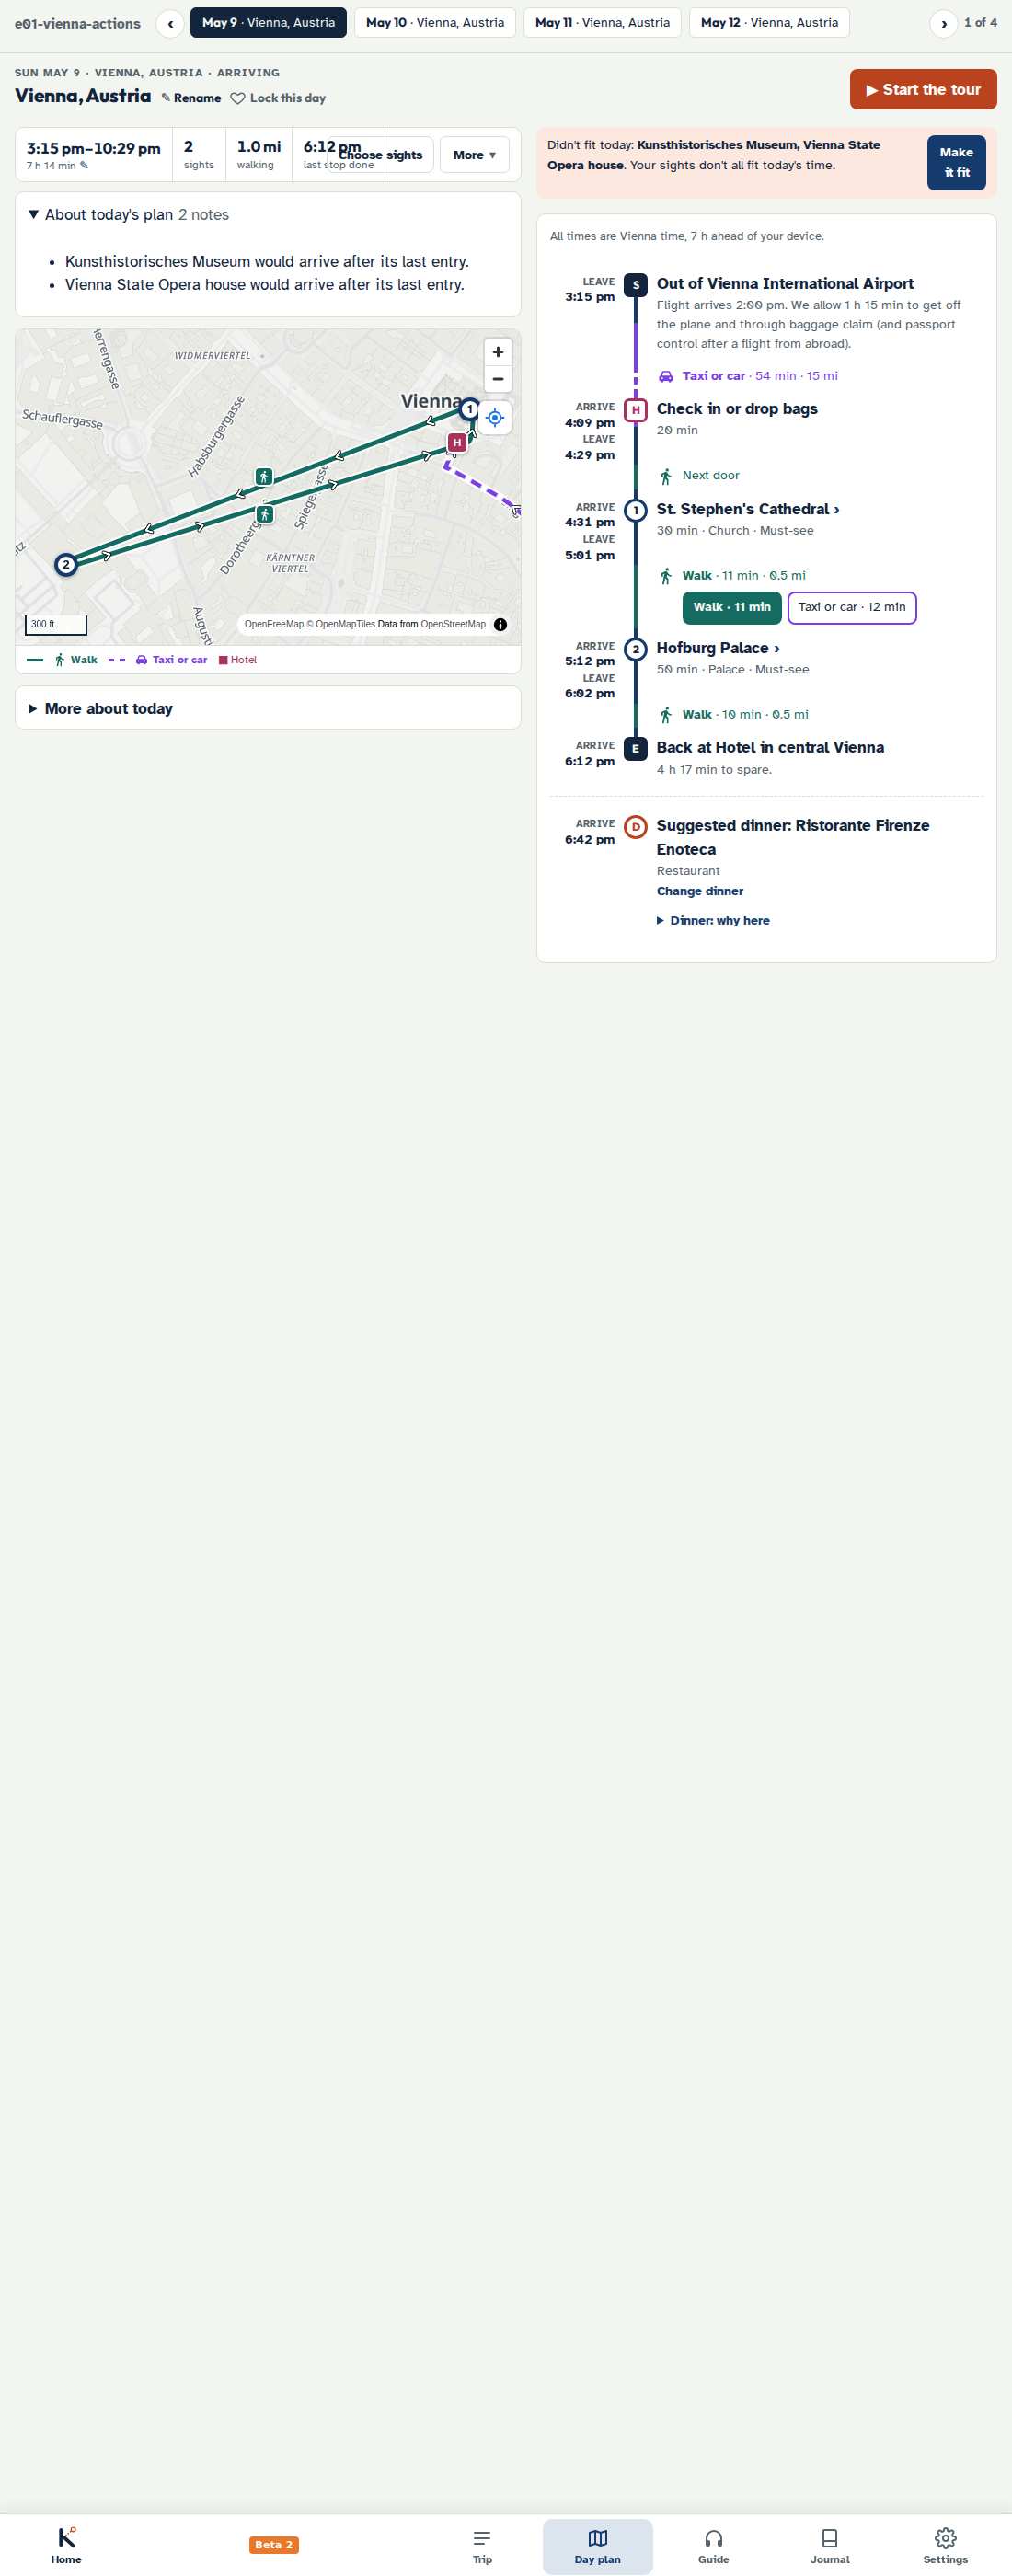 e01-vienna-actions
‹
May 9 · Vienna, Austria
May 10 · Vienna, Austria
May 11 · Vienna, Austria
May 12 · Vienna, Austria
›
1 of 4
SUN MAY 9 · VIENNA, AUSTRIA · ARRIVING
Vienna, Austria
✎ Rename
Lock this day
▶ Start the tour
3:15 pm–10:29 pm
7 h 14 min ✎
2
sights
1.0 mi
walking
6:12 pm
last stop done
Choose sights
More ▼
▼ About today's plan 2 notes
• Kunsthistorisches Museum would arrive after its last entry.
• Vienna State Opera house would arrive after its last entry.
WIDMERVIERTEL
Schauflergasse
Habsburgergasse
Vienna
1
H
2
KÄRNTNER
VIERTEL
+
−
300 ft
OpenFreeMap © OpenMapTiles Data from OpenStreetMap
Walk
Taxi or car
Hotel
▶ More about today
Didn't fit today: Kunsthistorisches Museum, Vienna State
Opera house. Your sights don't all fit today's time.
Make
it fit
All times are Vienna time, 7 h ahead of your device.
LEAVE
3:15 pm
S
Out of Vienna International Airport
Flight arrives 2:00 pm. We allow 1 h 15 min to get off
the plane and through baggage claim (and passport
control after a flight from abroad).
Taxi or car · 54 min · 15 mi
ARRIVE
4:09 pm
LEAVE
4:29 pm
H
Check in or drop bags
20 min
Next door
ARRIVE
4:31 pm
LEAVE
5:01 pm
1
St. Stephen's Cathedral ›
30 min · Church · Must-see
Walk · 11 min · 0.5 mi
Walk · 11 min
Taxi or car · 12 min
ARRIVE
5:12 pm
LEAVE
6:02 pm
2
Hofburg Palace ›
50 min · Palace · Must-see
Walk · 10 min · 0.5 mi
ARRIVE
6:12 pm
E
Back at Hotel in central Vienna
4 h 17 min to spare.
ARRIVE
6:42 pm
D
Suggested dinner: Ristorante Firenze
Enoteca
Restaurant
Change dinner
▶ Dinner: why here
Home
Beta 2
Trip
Day plan
Guide
Journal
Settings